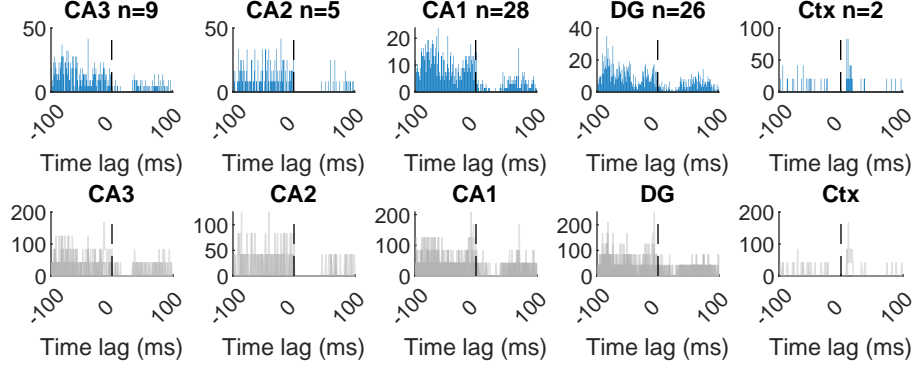 CA3 n=9 CA2 n=5 CA1 n=28 DG n=26 Ctx n=2
50 50 20 40 100
10 20 50
0 0 0 0 0
-100 0 100 -100 0 100 -100 0 100 -100 0 100 -100 0 100
Time lag (ms) Time lag (ms) Time lag (ms) Time lag (ms) Time lag (ms)
CA3 CA2 CA1 DG Ctx
200 100 200 200 200
100 50 100 100 100
0 0 0 0 0
-100 0 100 -100 0 100 -100 0 100 -100 0 100 -100 0 100
Time lag (ms) Time lag (ms) Time lag (ms) Time lag (ms) Time lag (ms)